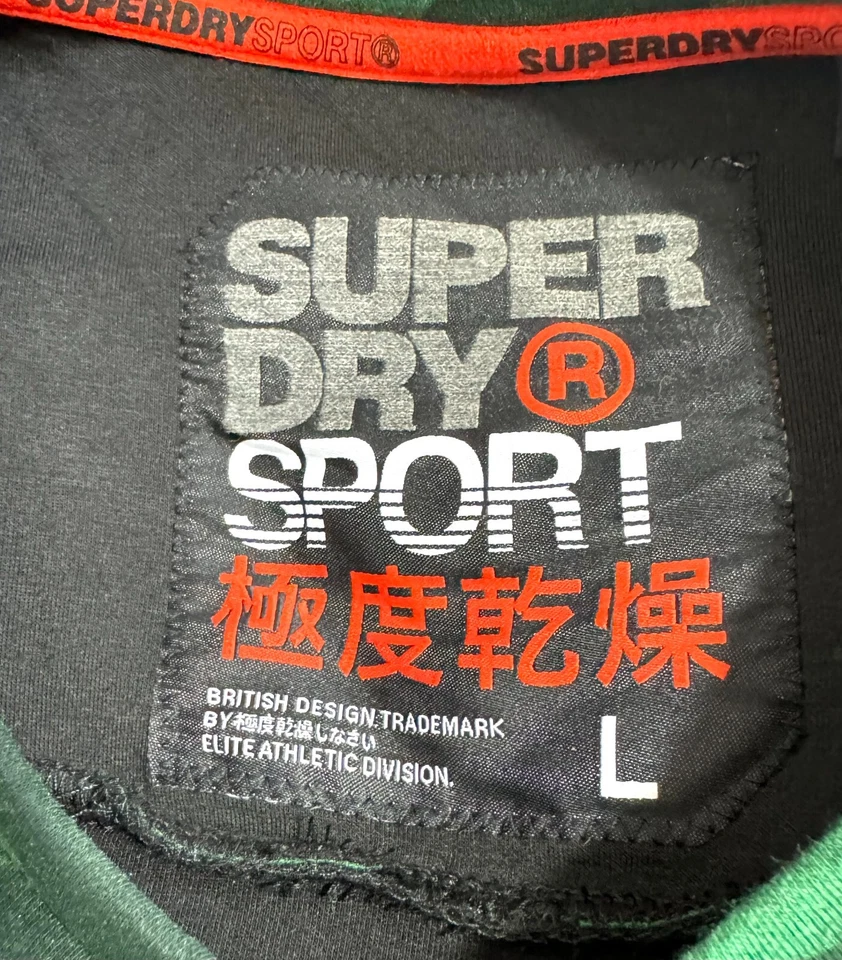 SUPERDRYSPORT® SUPERDRYSPO
SUPER
DRY®
SPORT
極度乾燥
BRITISH DESIGN.TRADEMARK
BY極度乾燥しなさい
ELITE ATHLETIC DIVISION.
L